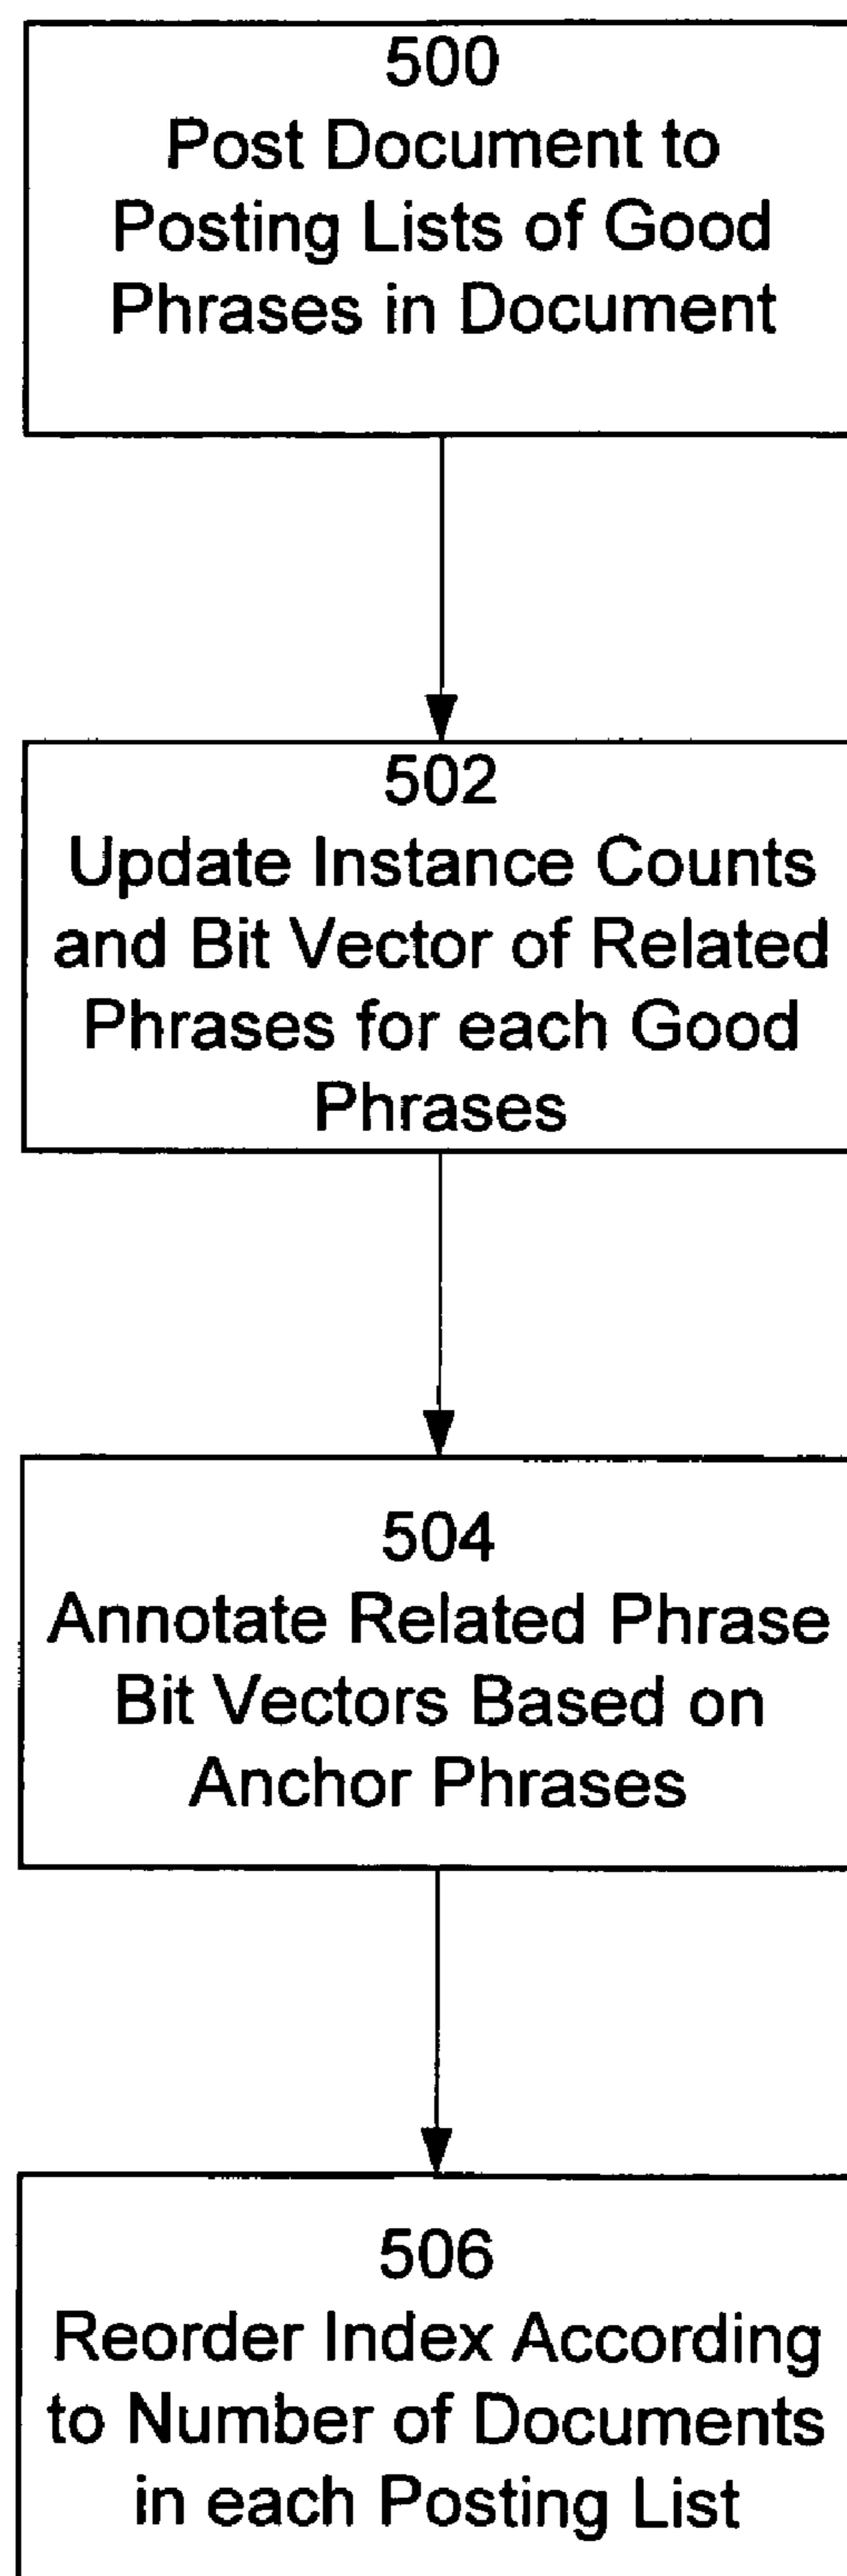 500
Post Document to
Posting Lists of Good
Phrases in Document
502
Update Instance Counts
and Bit Vector of Related
Phrases for each Good
Phrases
504
Annotate Related Phrase
Bit Vectors Based on
Anchor Phrases
506
Reorder Index According
to Number of Documents
in each Posting List